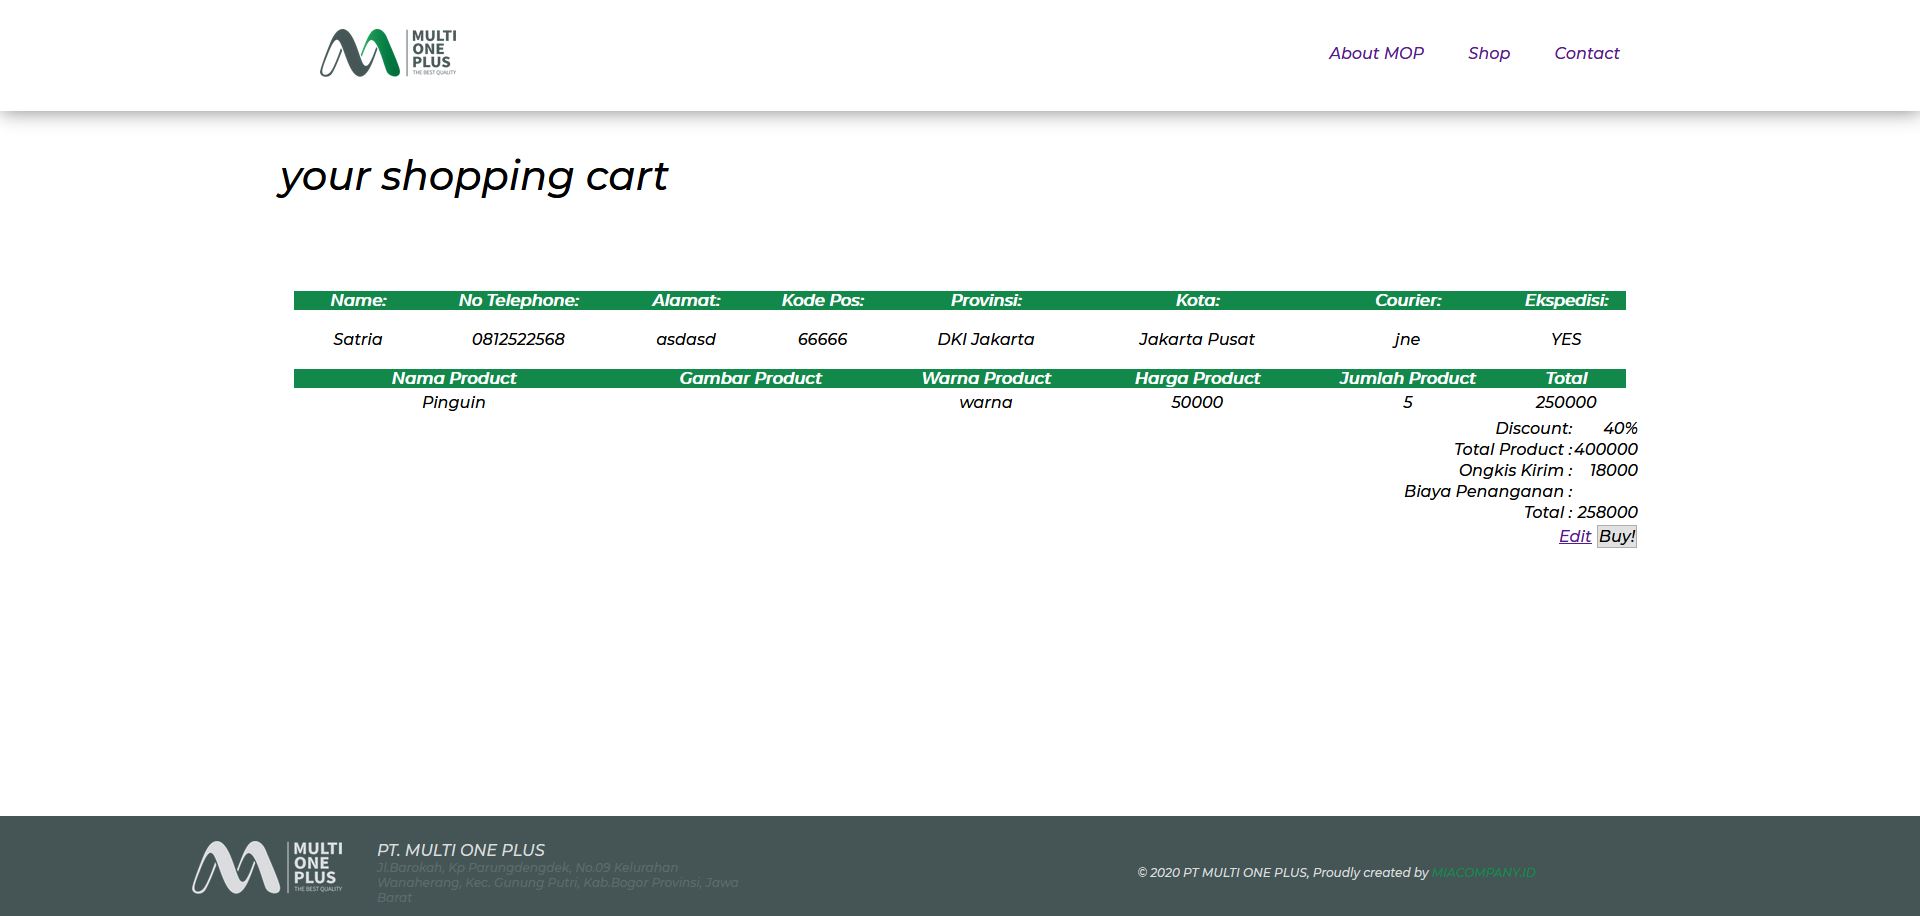 MULTI
ONE
PLUS
THE BEST QUALITY
About MOP Shop Contact
your shopping cart
Name: No Telephone: Alamat: Kode Pos: Provinsi: Kota: Courier: Ekspedisi:
Satria 0812522568 asdasd 66666 DKI Jakarta Jakarta Pusat jne YES
Nama Product Gambar Product Warna Product Harga Product Jumlah Product Total
Pinguin warna 50000 5 250000
Discount: 40%
Total Product : 400000
Ongkis Kirim : 18000
Biaya Penanganan :
Total : 258000
Edit Buy!
MULTI
ONE
PLUS
THE BEST QUALITY
PT. MULTI ONE PLUS
Jl.Barokah, Kp Parungdengdek, No.09 Kelurahan
Wanaherang, Kec. Gunung Putri, Kab.Bogor Provinsi, Jawa
Barat
© 2020 PT MULTI ONE PLUS, Proudly created by MIACOMPANY.ID